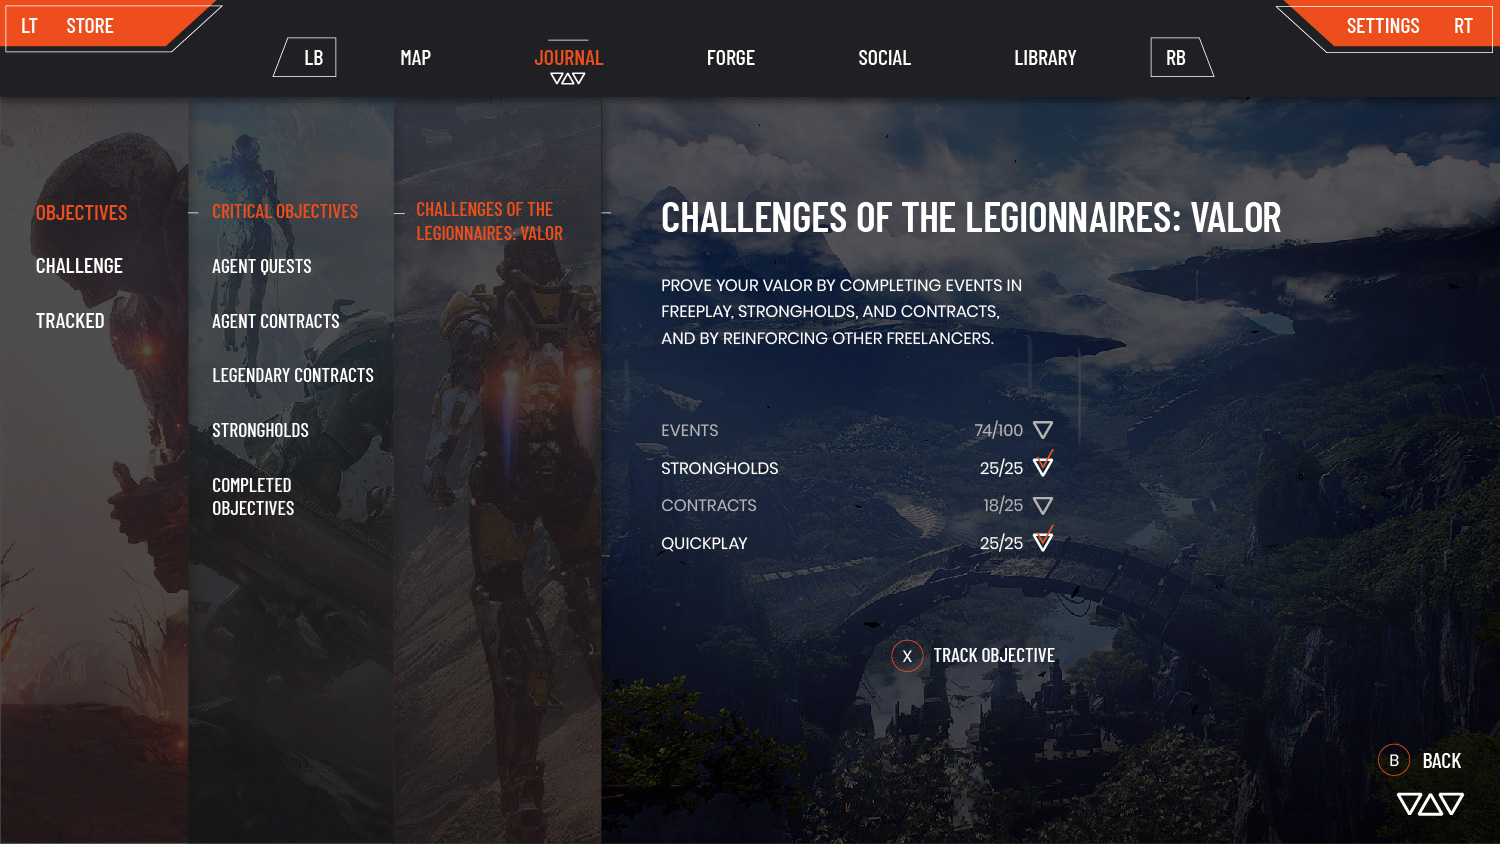 LT STORE
SETTINGS RT
LB MAP JOURNAL FORGE SOCIAL LIBRARY RB
OBJECTIVES
CHALLENGE
TRACKED
CRITICAL OBJECTIVES
AGENT QUESTS
AGENT CONTRACTS
LEGENDARY CONTRACTS
STRONGHOLDS
COMPLETED
OBJECTIVES
CHALLENGES OF THE
LEGIONNAIRES: VALOR
CHALLENGES OF THE LEGIONNAIRES: VALOR
PROVE YOUR VALOR BY COMPLETING EVENTS IN
FREEPLAY, STRONGHOLDS, AND CONTRACTS,
AND BY REINFORCING OTHER FREELANCERS.
EVENTS 74/100
STRONGHOLDS 25/25
CONTRACTS 18/25
QUICKPLAY 25/25
X TRACK OBJECTIVE
B BACK